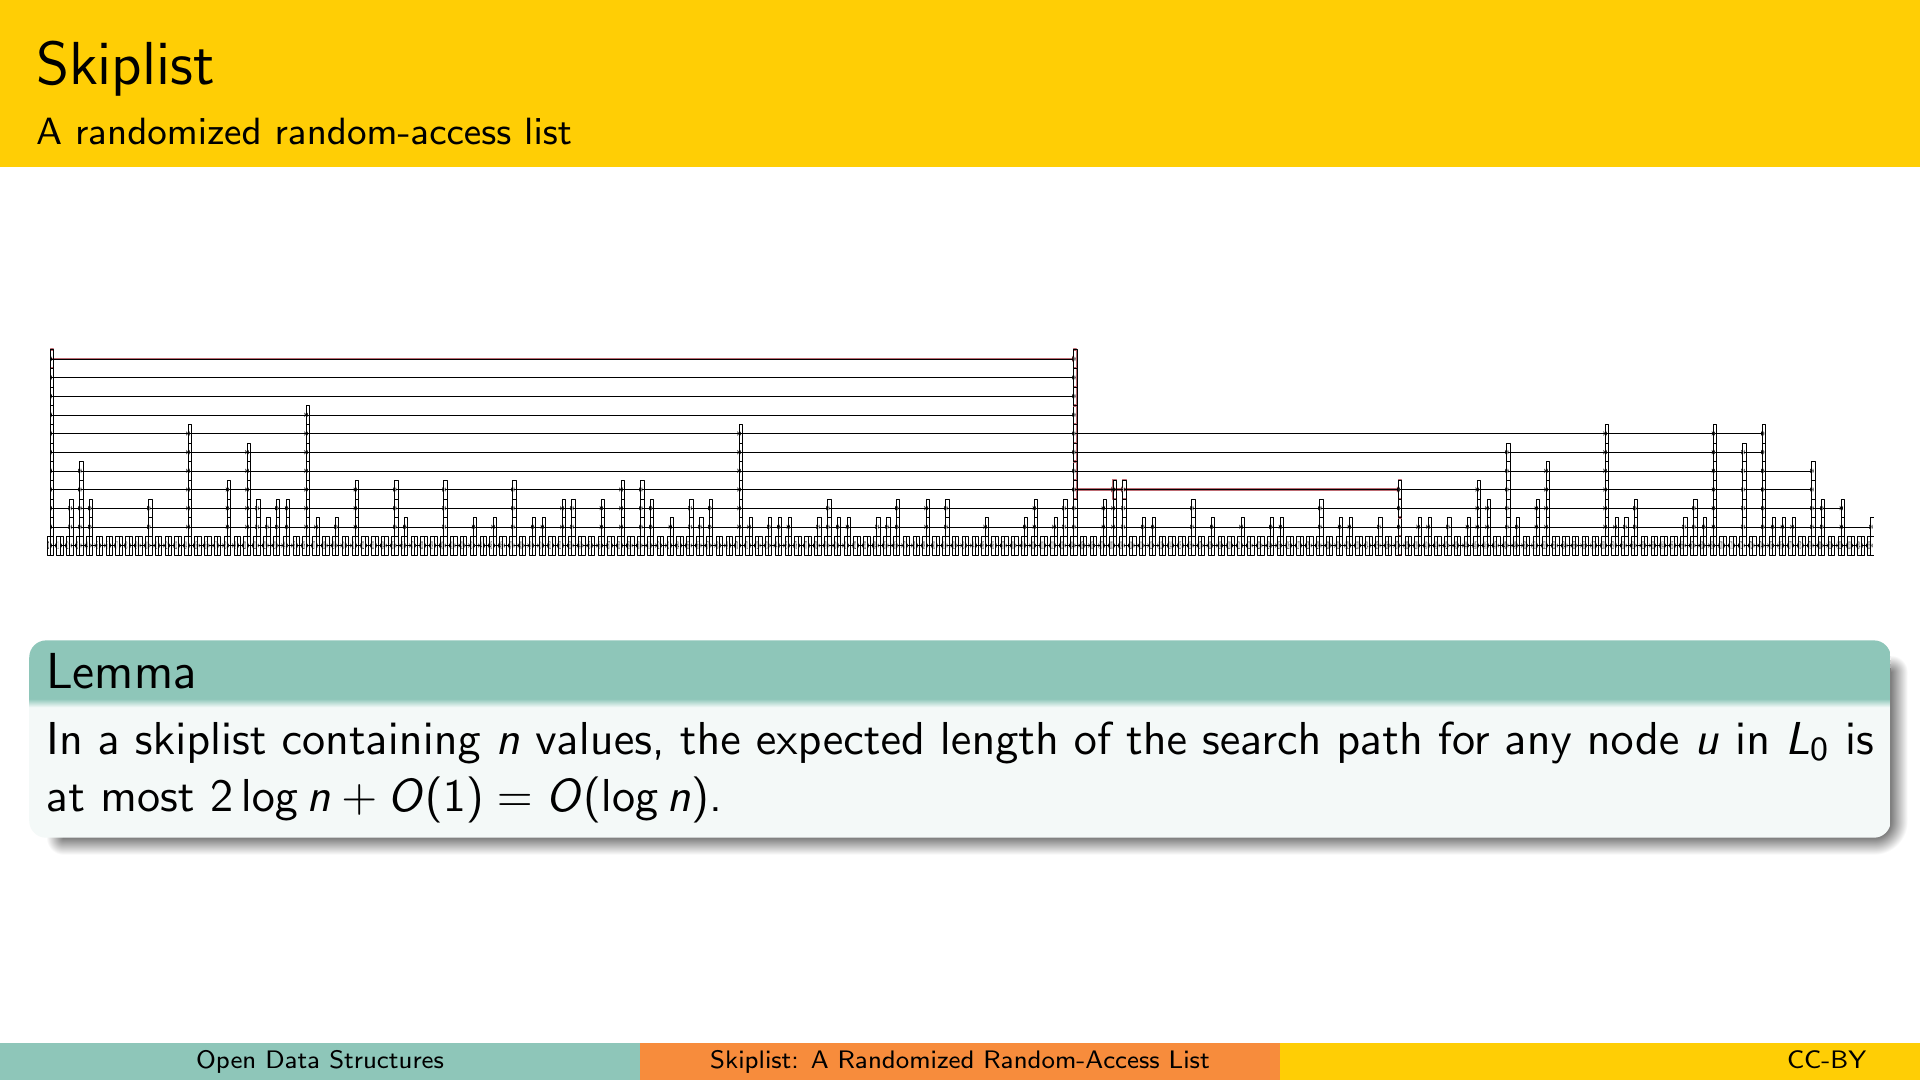 Skiplist
A randomized random-access list
Lemma
In a skiplist containing n values, the expected length of the search path for any node u in L₀ is
at most 2 log n + O(1) = O(log n).
Open Data Structures
Skiplist: A Randomized Random-Access List
CC-BY